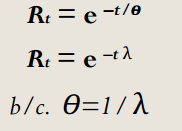 Rₜ = e ⁻ᵗ/ᶿ
Rₜ = e ⁻ᵗ ᵏ
b/c. θ=1/λ